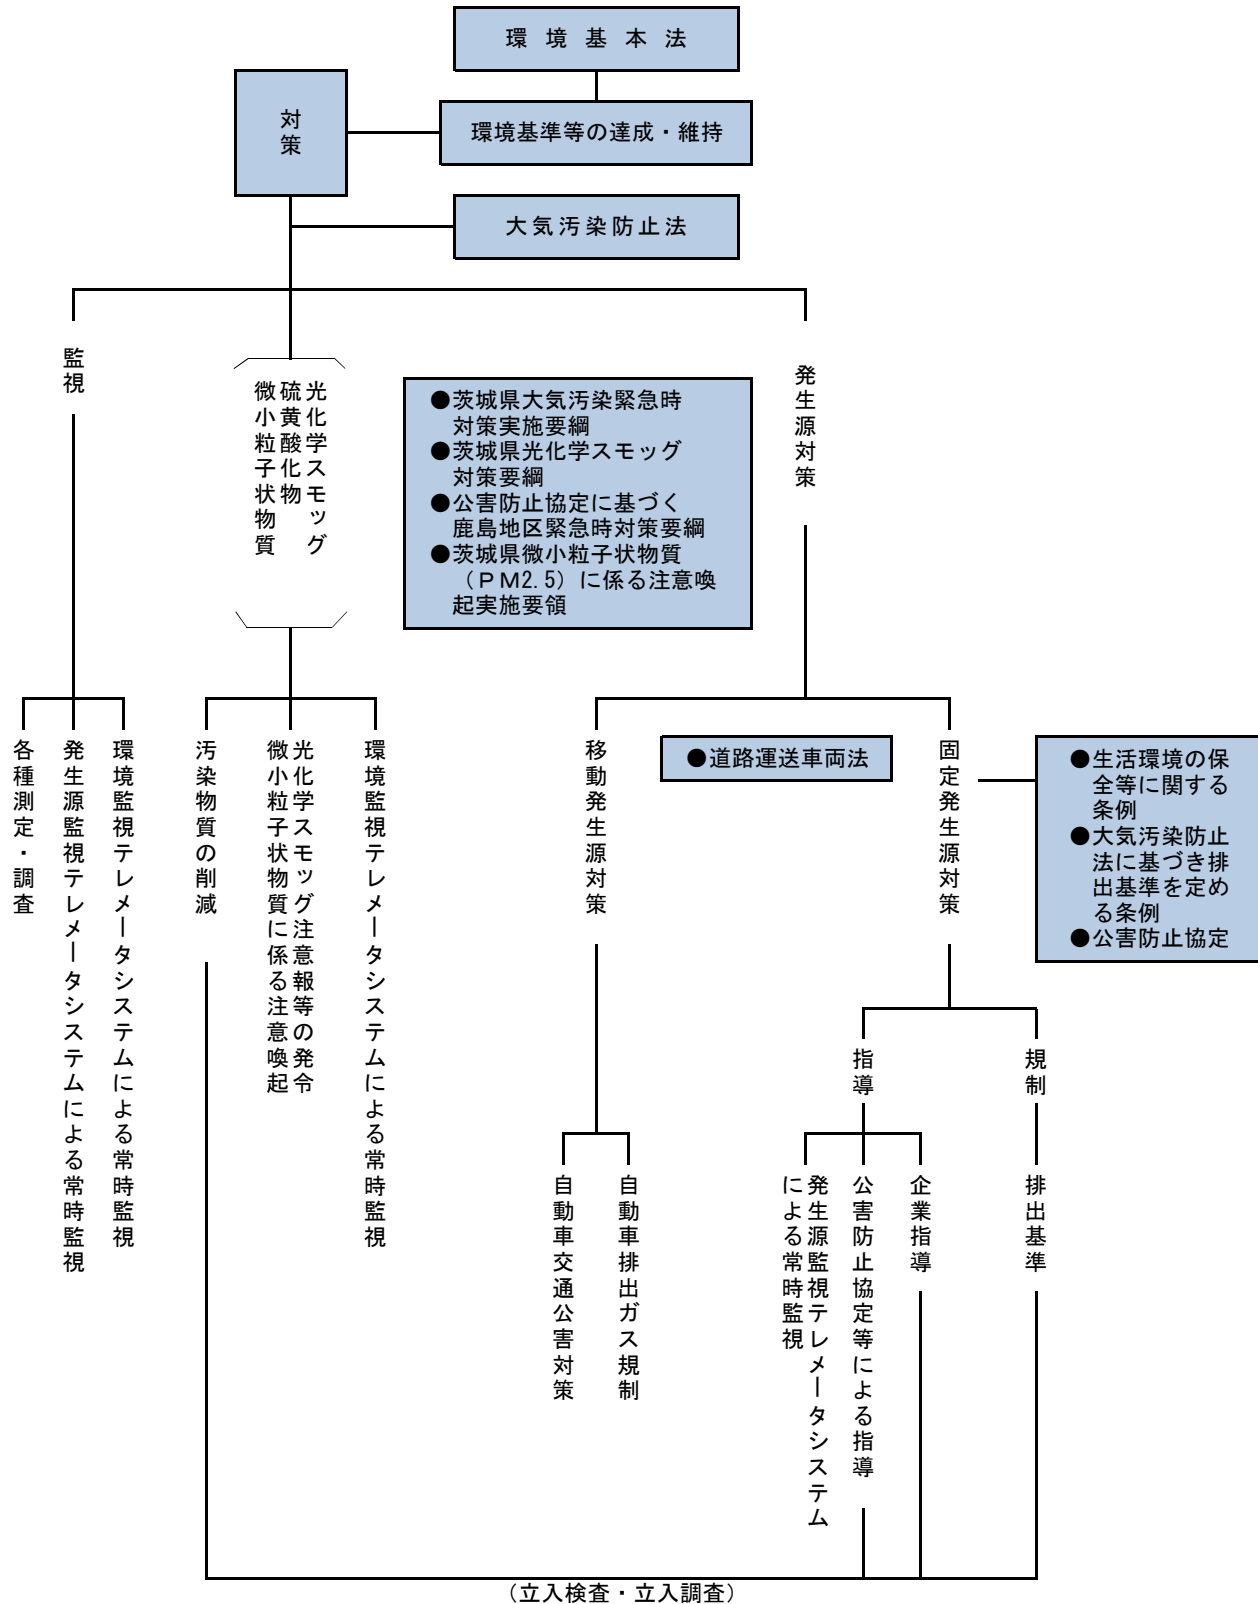 環境基本法
対策
環境基準等の達成・維持
大気汚染防止法
監視
光化学スモッグ
硫黄酸化物
微小粒子状物質
●茨城県大気汚染緊急時
対策実施要綱
●茨城県光化学スモッグ
対策要綱
●公害防止協定に基づく
鹿島地区緊急時対策要綱
●茨城県微小粒子状物質
（ＰＭ2.5）に係る注意喚
起実施要領
発生源対策
各種測定・調査
発生源監視テレメータシステムによる常時監視
環境監視テレメータシステムによる常時監視
汚染物質の削減
光化学スモッグ注意報等の発令
微小粒子状物質に係る注意喚起
環境監視テレメータシステムによる常時監視
移動発生源対策
●道路運送車両法
固定発生源対策
●生活環境の保
全等に関する
条例
●大気汚染防止
法に基づき排
出基準を定め
る条例
●公害防止協定
指導
規制
自動車交通公害対策
自動車排出ガス規制
発生源監視テレメータシステム
による常時監視
公害防止協定等による指導
企業指導
排出基準
（立入検査・立入調査）